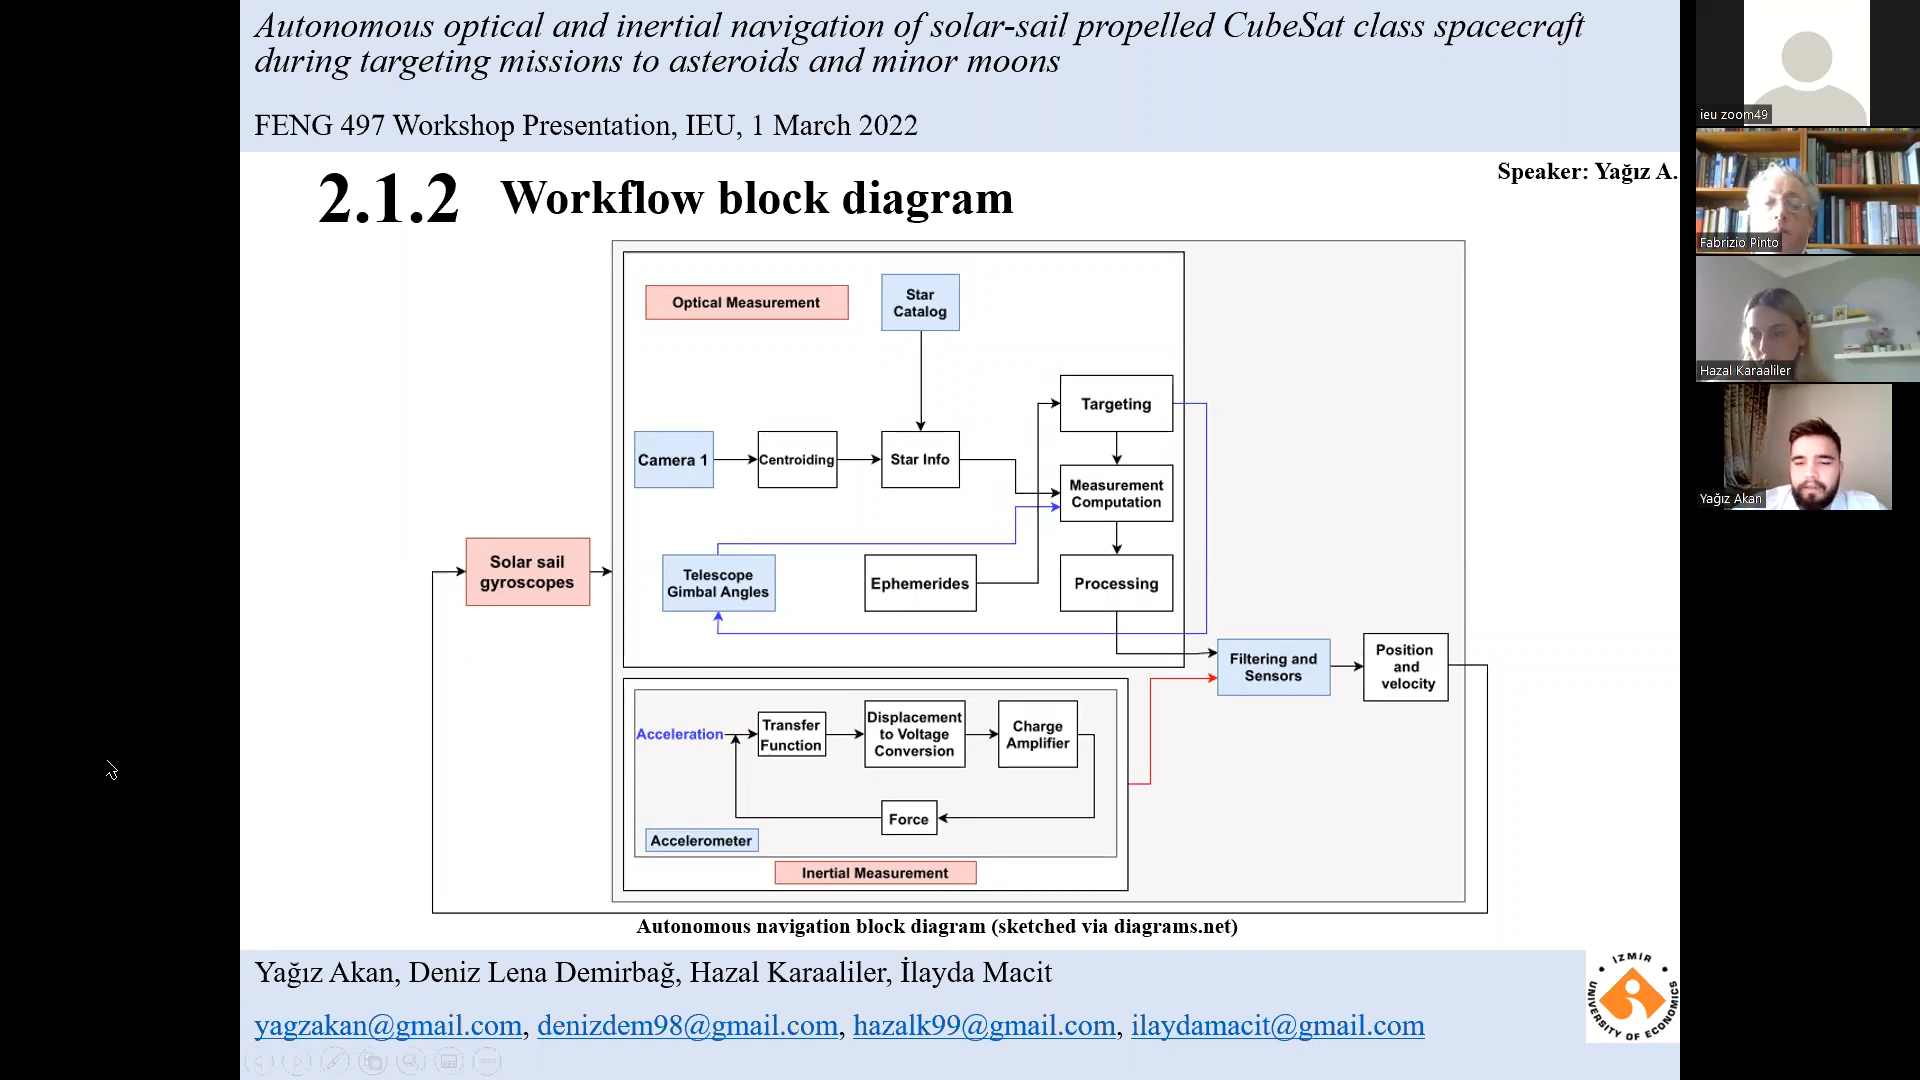 Autonomous optical and inertial navigation of solar-sail propelled CubeSat class spacecraft
during targeting missions to asteroids and minor moons
FENG 497 Workshop Presentation, IEU, 1 March 2022
Speaker: Yağız A.
2.1.2 Workflow block diagram
Optical Measurement
Star
Catalog
Targeting
Camera 1
Centroiding
Star Info
Measurement
Computation
Solar sail
gyroscopes
Telescope
Gimbal Angles
Ephemerides
Processing
Filtering and
Sensors
Position
and
velocity
Acceleration
Transfer
Function
Displacement
to Voltage
Conversion
Charge
Amplifier
Force
Accelerometer
Inertial Measurement
Autonomous navigation block diagram (sketched via diagrams.net)
Yağız Akan, Deniz Lena Demirbağ, Hazal Karaaliler, İlayda Macit
yagzakan@gmail.com, denizdem98@gmail.com, hazalk99@gmail.com, ilaydamacit@gmail.com
IZMIR
UNIVERSITY OF ECONOMICS
ieu zoom49
Fabrizio Pinto
Hazal Karaaliler
Yağız Akan